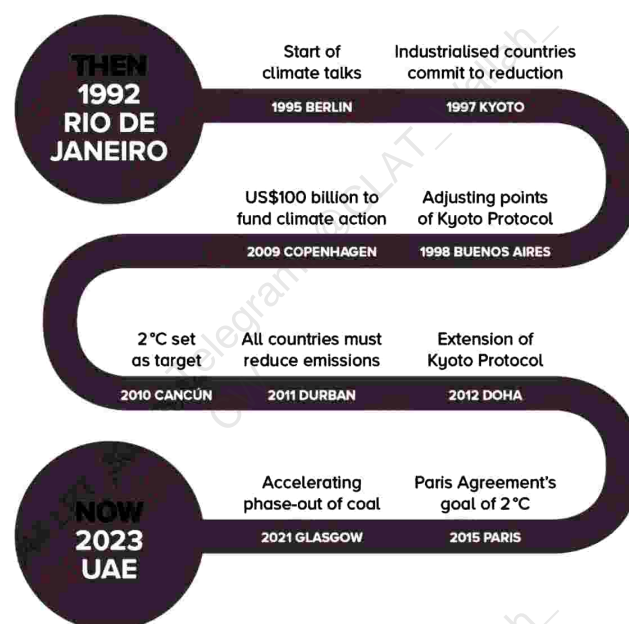 THEN
1992
RIO DE
JANEIRO
Start of
climate talks
1995 BERLIN
Industrialised countries
commit to reduction
1997 KYOTO
Adjusting points
of Kyoto Protocol
1998 BUENOS AIRES
US$100 billion to
fund climate action
2009 COPENHAGEN
2°C set
as target
2010 CANCÚN
All countries must
reduce emissions
2011 DURBAN
Extension of
Kyoto Protocol
2012 DOHA
Paris Agreement's
goal of 2°C
2015 PARIS
Accelerating
phase-out of coal
2021 GLASGOW
NOW
2023
UAE